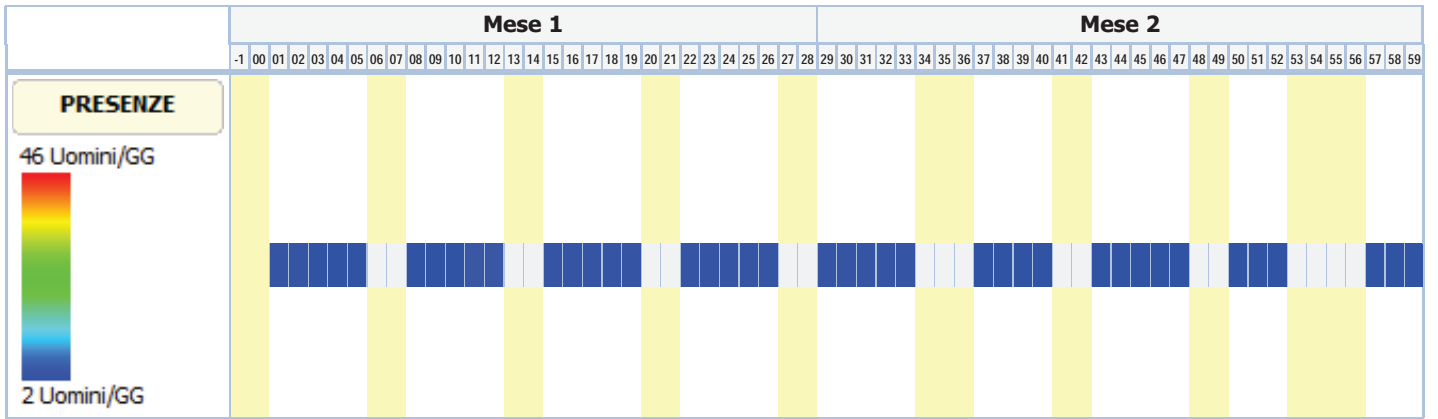 Mese 1 Mese 2
-1 00 01 02 03 04 05 06 07 08 09 10 11 12 13 14 15 16 17 18 19 20 21 22 23 24 25 26 27 28 29 30 31 32 33 34 35 36 37 38 39 40 41 42 43 44 45 46 47 48 49 50 51 52 53 54 55 56 57 58 59
PRESENZE
46 Uomini/GG
2 Uomini/GG